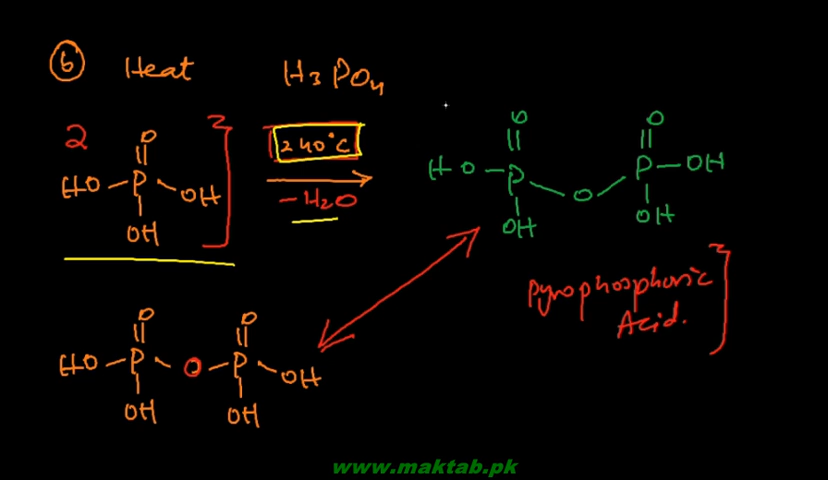 6 Heat H3PO4
2 HO-P(=O)(OH)-OH 240°C
-H2O
HO-P(=O)(OH)-O-P(=O)(OH)-OH
Pyrophosphoric
Acid.
HO-P(=O)(OH)-O-P(=O)(OH)-OH
www.maktab.pk